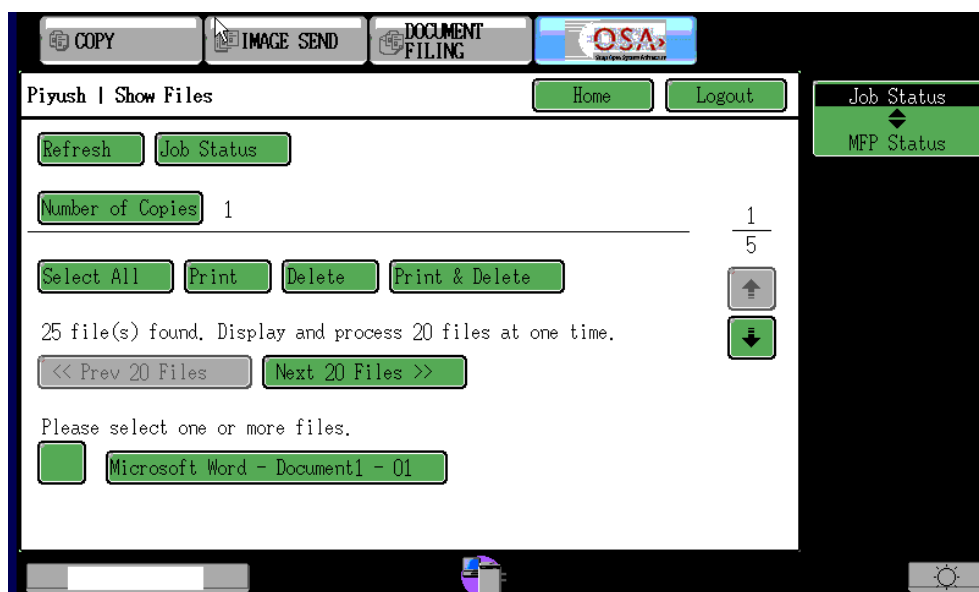 COPY
IMAGE SEND
DOCUMENT
FILING
OSA
Piyush | Show Files
Home
Logout
Job Status
MFP Status
Refresh
Job Status
Number of Copies
1
1
5
Select All
Print
Delete
Print & Delete
25 file(s) found. Display and process 20 files at one time.
<< Prev 20 Files
Next 20 Files >>
Please select one or more files.
Microsoft Word - Document1 - 01